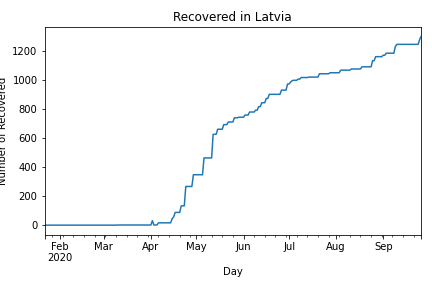 Recovered in Latvia
Number of Recovered
1200
1000
800
600
400
200
0
Feb Mar Apr May Jun Jul Aug Sep
2020
Day